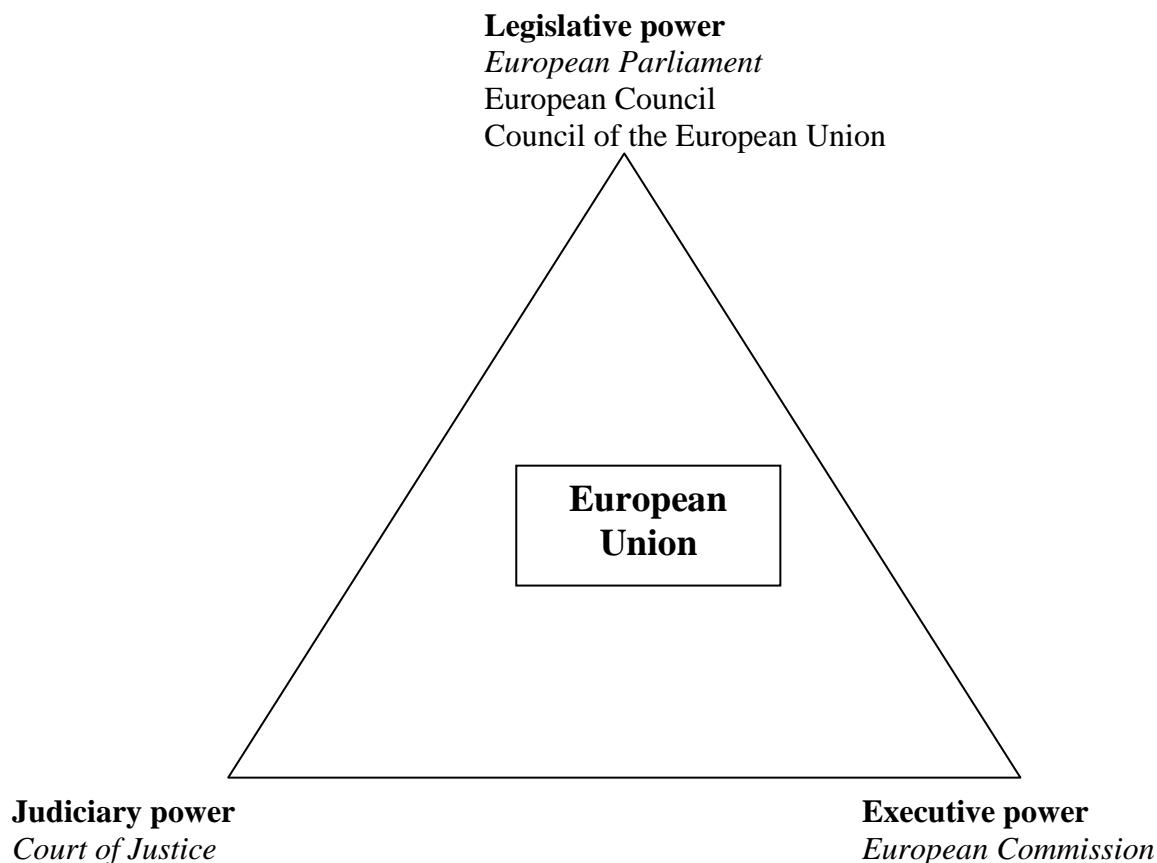 Legislative power
European Parliament
European Council
Council of the European Union
European
Union
Judiciary power
Court of Justice
Executive power
European Commission